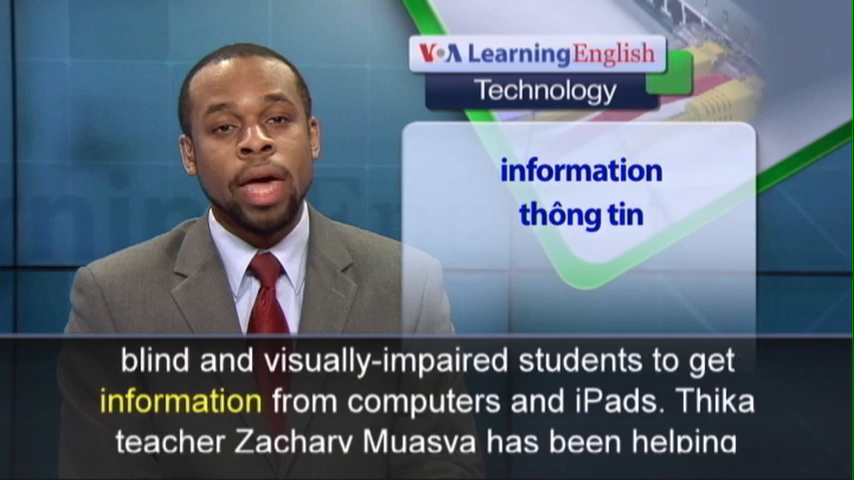 VOA Learning English
Technology
information
thông tin
blind and visually-impaired students to get
information from computers and iPads. Thika
teacher Zachary Muasya has been helping